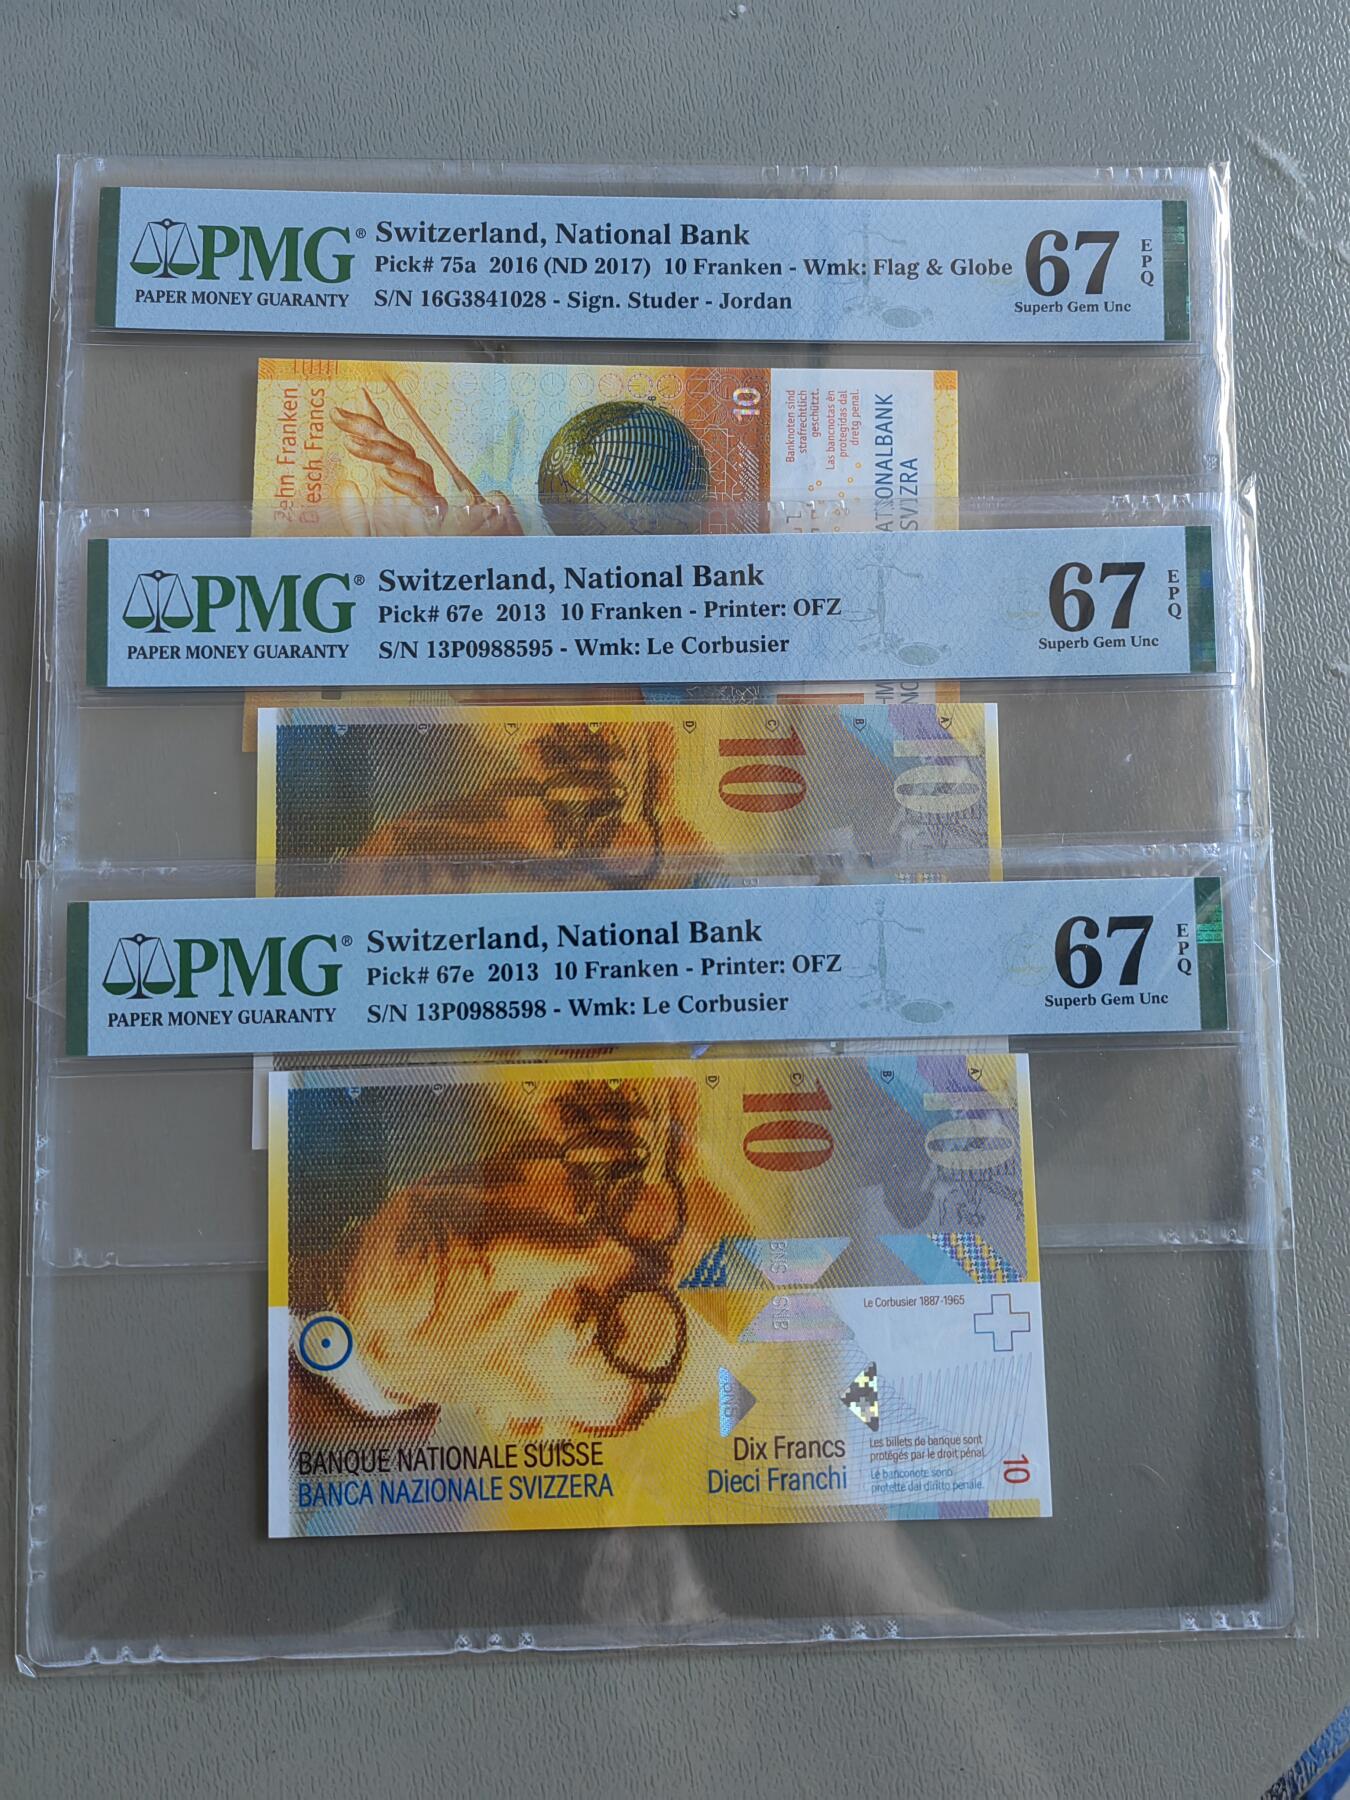 PMG®
PAPER MONEY GUARANTY
Switzerland, National Bank
Pick# 75a 2016 (ND 2017) 10 Franken - Wmk: Flag & Globe
S/N 16G3841028 - Sign. Studer - Jordan
67
EPQ
Superb Gem Unc
Zehn Franken
Diesch Francs
10
Banknoten sind
strafrechtlich
geschützt.
Las bancnotas èn
protegidas dal
dretg penal.
ATIONALBANK
SVIZRA
PMG®
PAPER MONEY GUARANTY
Switzerland, National Bank
Pick# 67e 2013 10 Franken - Printer: OFZ
S/N 13P0988595 - Wmk: Le Corbusier
67
EPQ
Superb Gem Unc
H G F E D C B A
10
10
PMG®
PAPER MONEY GUARANTY
Switzerland, National Bank
Pick# 67e 2013 10 Franken - Printer: OFZ
S/N 13P0988598 - Wmk: Le Corbusier
67
EPQ
Superb Gem Unc
H G F E D C B A
10
10
BNS
SNB
Le Corbusier 1887-1965
BANQUE NATIONALE SUISSE
BANCA NAZIONALE SVIZZERA
Dix Francs
Dieci Franchi
Les billets de banque sont
protégés par le droit pénal.
Le banconote sono
protette dal diritto penale.
10